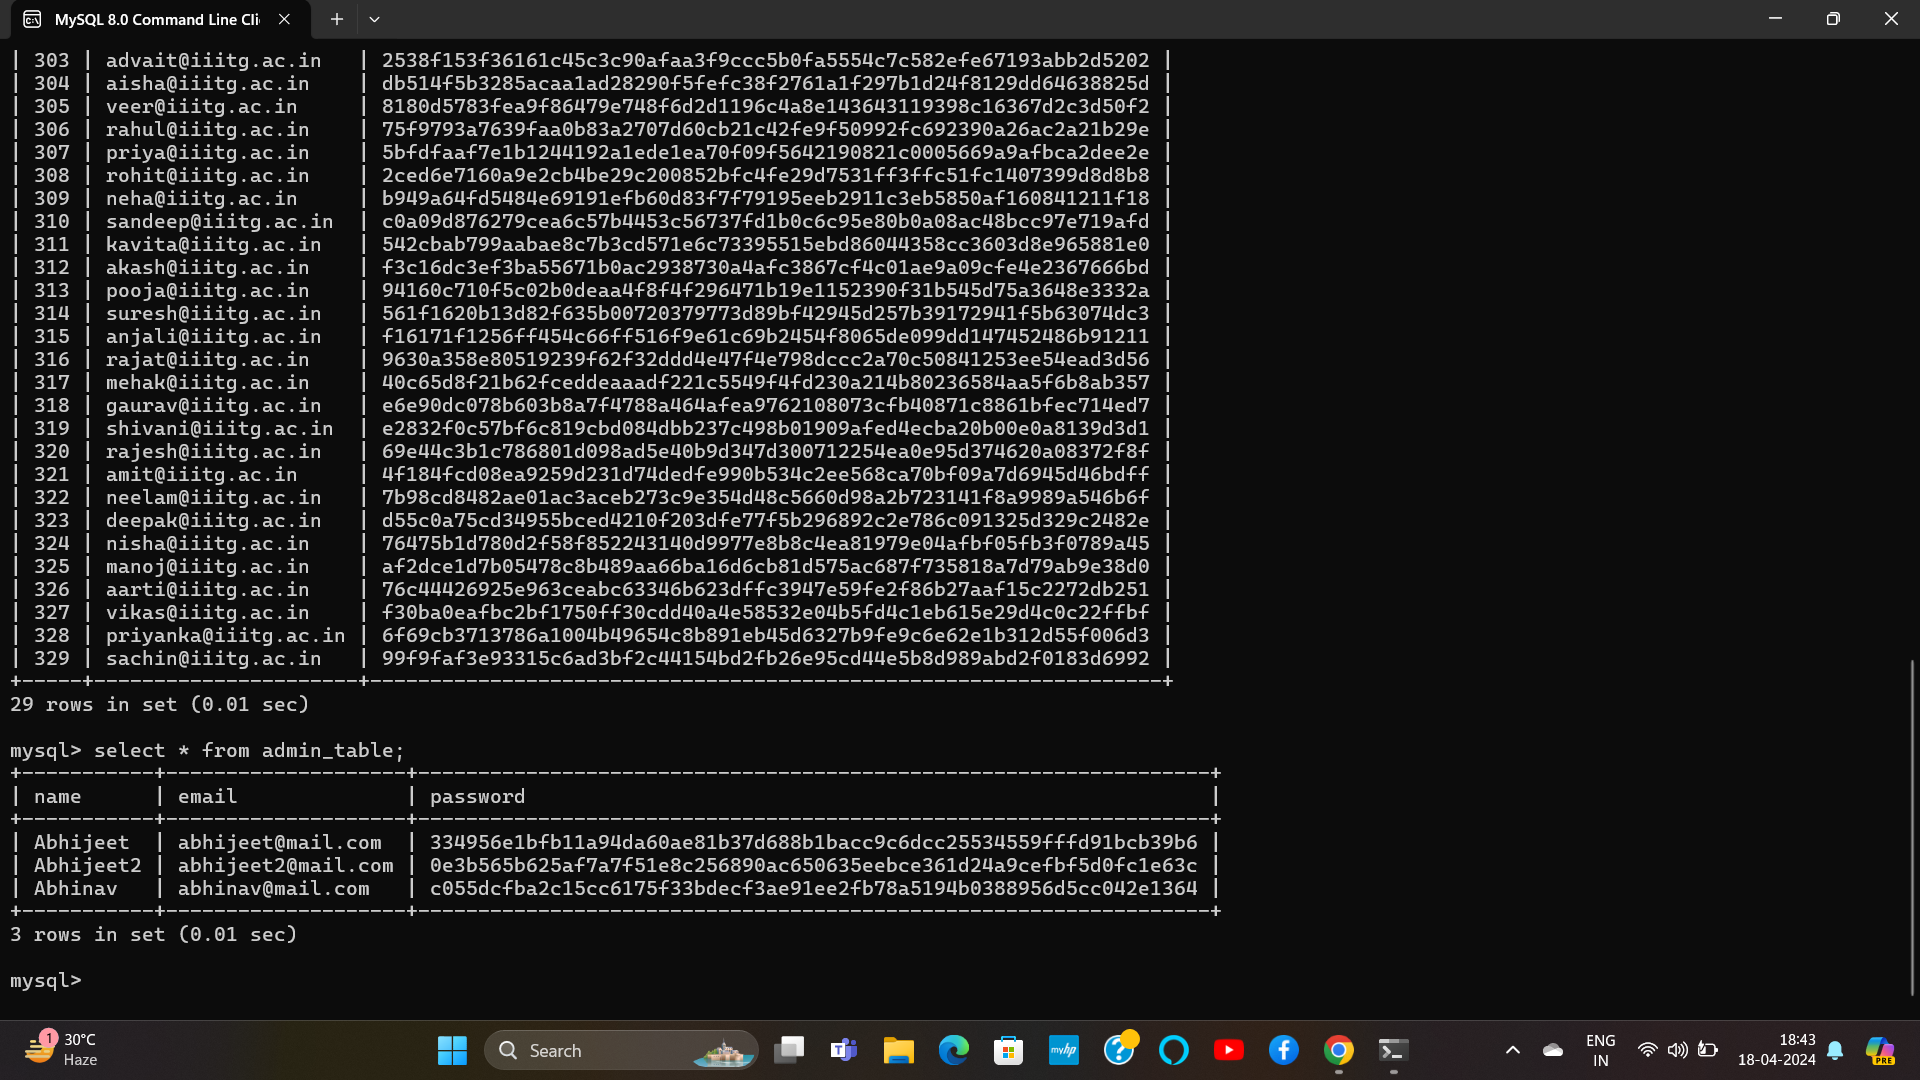 MySQL 8.0 Command Line Cli
| 303 | advait@iiitg.ac.in | 2538f153f36161c45c3c90afaa3f9ccc5b0fa5554c7c582efe67193abb2d5202 |
| 304 | aisha@iiitg.ac.in | db514f5b3285acaa1ad28290f5fefc38f2761a1f297b1d24f8129dd64638825d |
| 305 | veer@iiitg.ac.in | 8180d5783fea9f86479e748f6d2d1196c4a8e143643119398c16367d2c3d50f2 |
| 306 | rahul@iiitg.ac.in | 75f9793a7639faa0b83a2707d60cb21c42fe9f50992fc692390a26ac2a21b29e |
| 307 | priya@iiitg.ac.in | 5bfdfaaf7e1b1244192a1ede1ea70f09f5642190821c0005669a9afbca2dee2e |
| 308 | rohit@iiitg.ac.in | 2ced6e7160a9e2cb4be29c200852bfc4fe29d7531ff3ffc51fc1407399d8d8b8 |
| 309 | neha@iiitg.ac.in | b949a64fd5484e69191efb60d83f7f79195eeb2911c3eb5850af160841211f18 |
| 310 | sandeep@iiitg.ac.in | c0a09d876279cea6c57b4453c56737fd1b0c6c95e80b0a08ac48bcc97e719afd |
| 311 | kavita@iiitg.ac.in | 542cbab799aabae8c7b3cd571e6c73395515ebd86044358cc3603d8e965881e0 |
| 312 | akash@iiitg.ac.in | f3c16dc3ef3ba55671b0ac2938730a4afc3867cf4c01ae9a09cfe4e2367666bd |
| 313 | pooja@iiitg.ac.in | 94160c710f5c02b0deaa4f8f4f296471b19e1152390f31b545d75a3648e3332a |
| 314 | suresh@iiitg.ac.in | 561f1620b13d82f635b00720379773d89bf42945d257b39172941f5b63074dc3 |
| 315 | anjali@iiitg.ac.in | f16171f1256ff454c66ff516f9e61c69b2454f8065de099dd147452486b91211 |
| 316 | rajat@iiitg.ac.in | 9630a358e80519239f62f32ddd4e47f4e798dccc2a70c50841253ee54ead3d56 |
| 317 | mehak@iiitg.ac.in | 40c65d8f21b62fceddeaaadf221c5549f4fd230a214b80236584aa5f6b8ab357 |
| 318 | gaurav@iiitg.ac.in | e6e90dc078b603b8a7f4788a464afea9762108073cfb40871c8861bfec714ed7 |
| 319 | shivani@iiitg.ac.in | e2832f0c57bf6c819cbd084dbb237c498b01909afed4ecba20b00e0a8139d3d1 |
| 320 | rajesh@iiitg.ac.in | 69e44c3b1c786801d098ad5e40b9d347d300712254ea0e95d374620a08372f8f |
| 321 | amit@iiitg.ac.in | 4f184fcd08ea9259d231d74dedfe990b534c2ee568ca70bf09a7d6945d46bdff |
| 322 | neelam@iiitg.ac.in | 7b98cd8482ae01ac3aceb273c9e354d48c5660d98a2b723141f8a9989a546b6f |
| 323 | deepak@iiitg.ac.in | d55c0a75cd34955bced4210f203dfe77f5b296892c2e786c091325d329c2482e |
| 324 | nisha@iiitg.ac.in | 76475b1d780d2f58f852243140d9977e8b8c4ea81979e04afbf05fb3f0789a45 |
| 325 | manoj@iiitg.ac.in | af2dce1d7b05478c8b489aa66ba16d6cb81d575ac687f735818a7d79ab9e38d0 |
| 326 | aarti@iiitg.ac.in | 76c44426925e963ceabc63346b623dffc3947e59fe2f86b27aaf15c2272db251 |
| 327 | vikas@iiitg.ac.in | f30ba0eafbc2bf1750ff30cdd40a4e58532e04b5fd4c1eb615e29d4c0c22ffbf |
| 328 | priyanka@iiitg.ac.in | 6f69cb3713786a1004b49654c8b891eb45d6327b9fe9c6e62e1b312d55f006d3 |
| 329 | sachin@iiitg.ac.in | 99f9faf3e93315c6ad3bf2c44154bd2fb26e95cd44e5b8d989abd2f0183d6992 |
29 rows in set (0.01 sec)
mysql> select * from admin_table;
| name | email | password |
| Abhijeet | abhijeet@mail.com | 334956e1bfb11a94da60ae81b37d688b1bacc9c6dcc25534559fffd91bcb39b6 |
| Abhijeet2 | abhijeet2@mail.com | 0e3b565b625af7a7f51e8c256890ac650635eebce361d24a9cefbf5d0fc1e63c |
| Abhinav | abhinav@mail.com | c055dcfba2c15cc6175f33bdecf3ae91ee2fb78a5194b0388956d5cc042e1364 |
3 rows in set (0.01 sec)
mysql>
1 30°C
Haze
Search
myhp
ENG
IN
18:43
18-04-2024
PRE